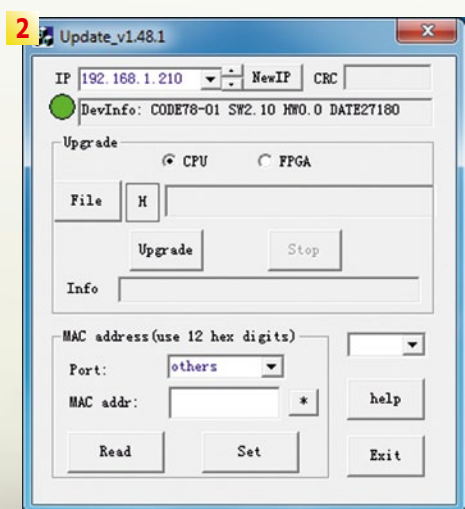 2
Update_v1.48.1
IP 192.168.1.210 NewIP CRC
DevInfo: CODE78-01 SW2.10 HW0.0 DATE27180
Upgrade
CPU FPGA
File M
Upgrade Stop
Info
MAC address(use 12 hex digits)
Port: others
MAC addr: * help
Read Set Exit